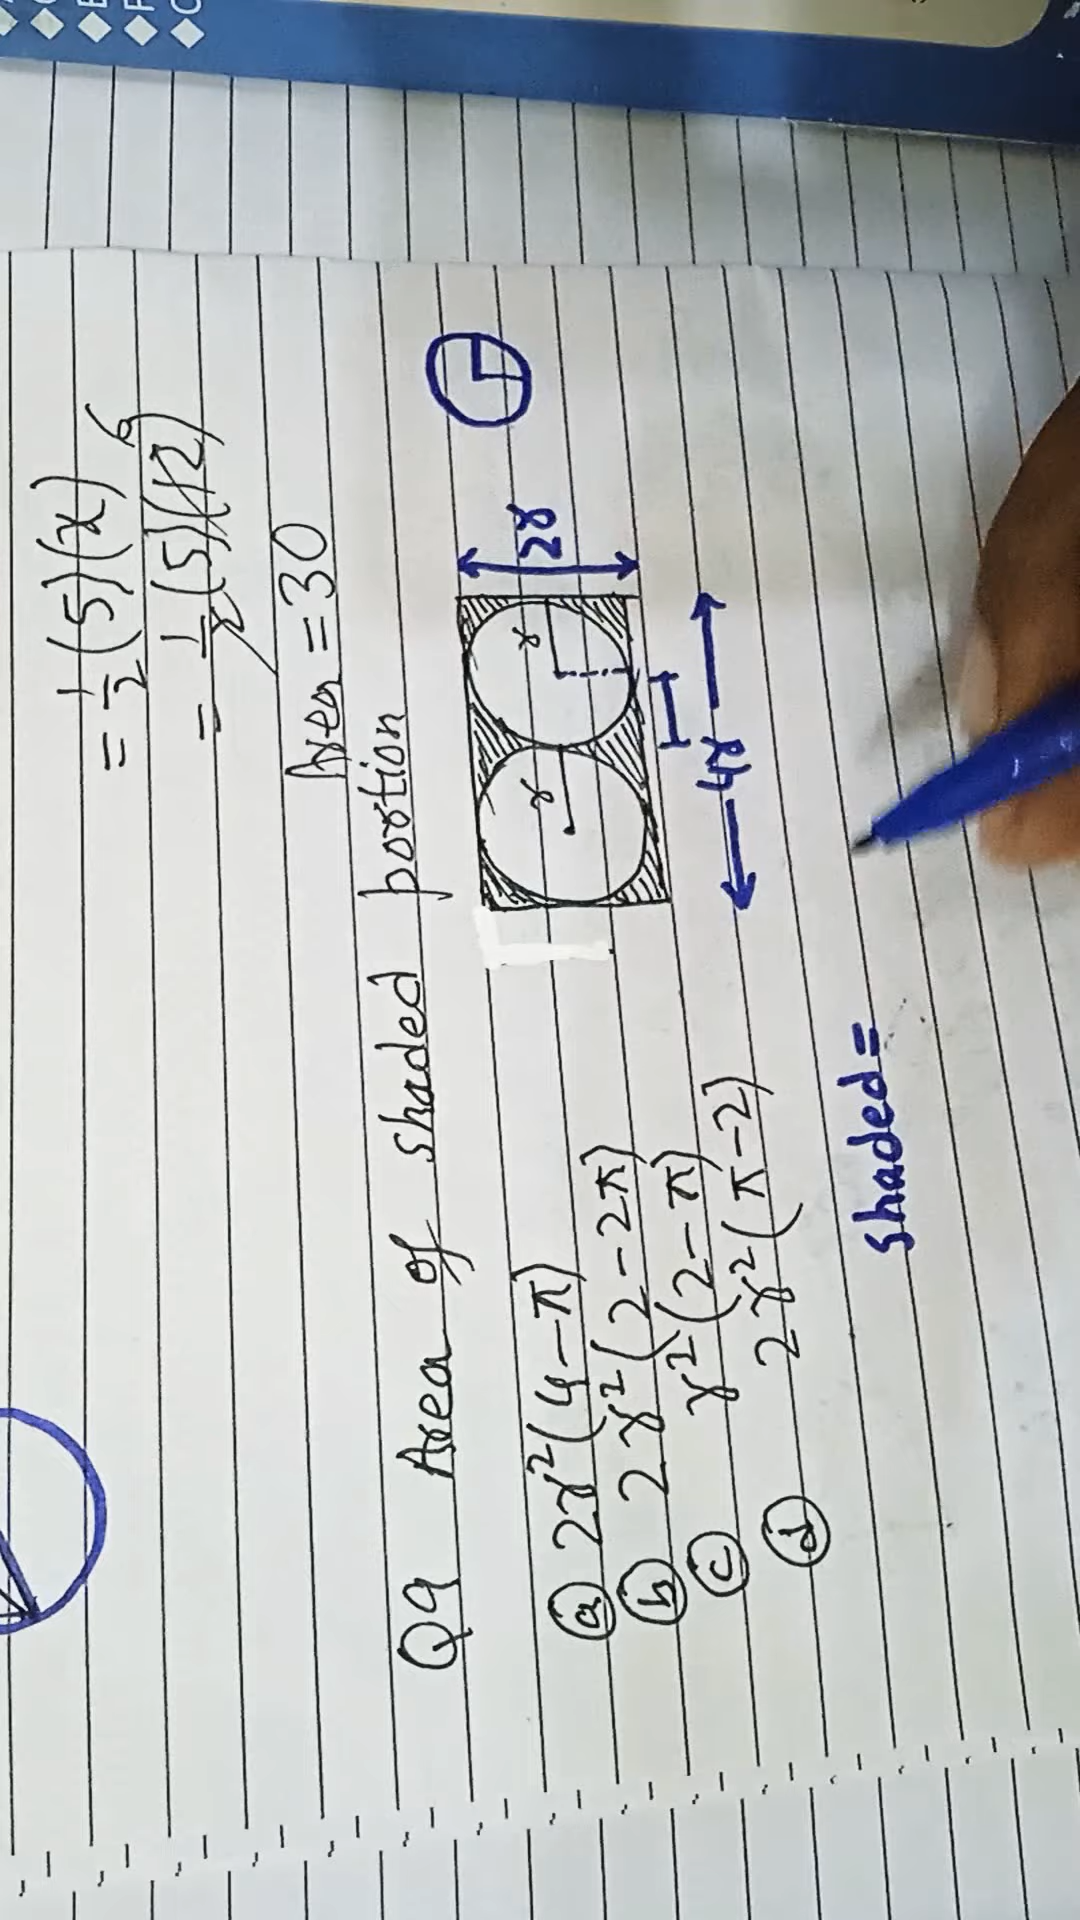 = 1/2 (5)(x)
= 1/2 (5)(12) 6
Area = 30
Q9 Area of shaded portion
(a) 2r²(4-π)
(b) 2r²(2-2π)
(c) r²(2-π)
(d) 2r²(π-2)
r r
2r
4r
shaded =